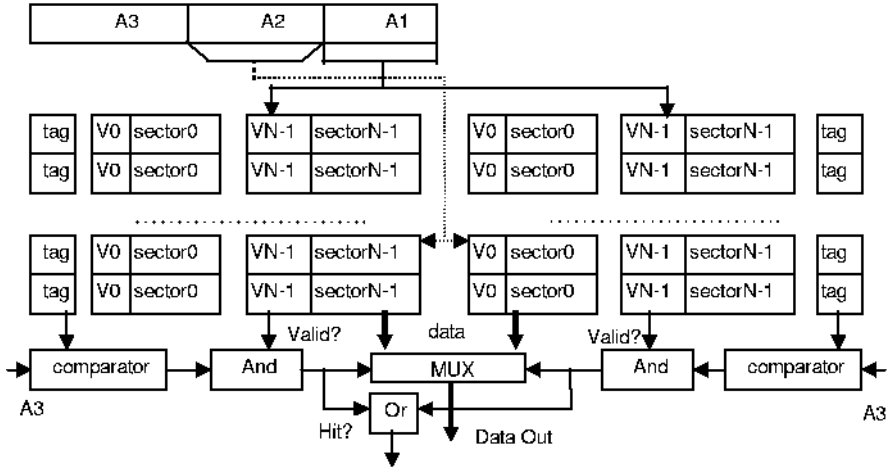 A3 A2 A1
tag V0 sector0 VN-1 sectorN-1 V0 sector0 VN-1 sectorN-1 tag
tag V0 sector0 VN-1 sectorN-1 V0 sector0 VN-1 sectorN-1 tag
tag V0 sector0 VN-1 sectorN-1 V0 sector0 VN-1 sectorN-1 tag
tag V0 sector0 VN-1 sectorN-1 V0 sector0 VN-1 sectorN-1 tag
Valid? data Valid?
comparator And MUX And comparator
A3 Or A3
Hit? Data Out